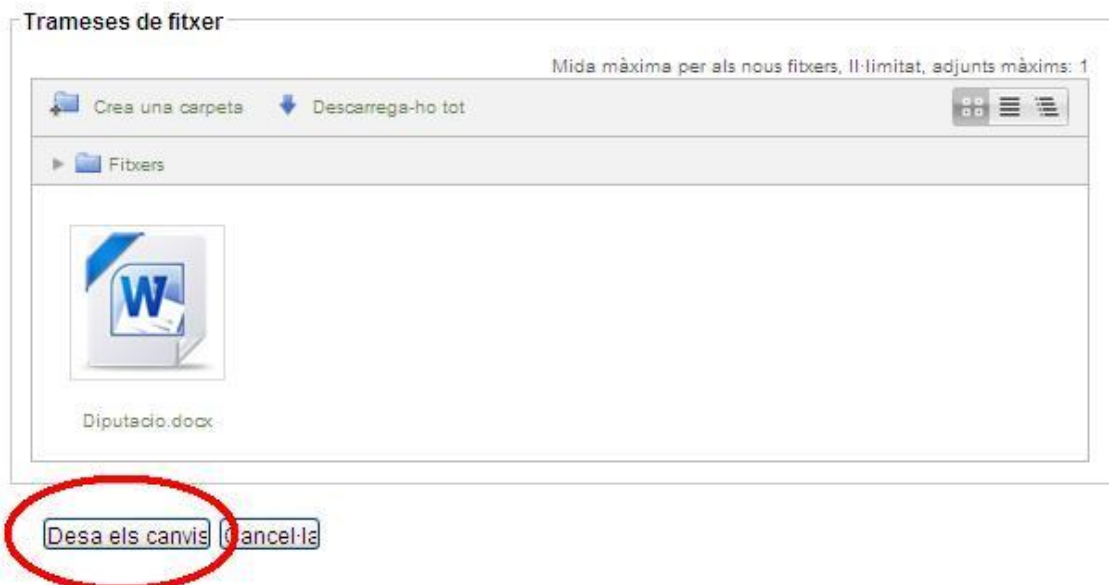 Trameses de fitxer
Mida màxima per als nous fitxers, Il·limitat, adjunts màxims: 1
Crea una carpeta Descarrega-ho tot
Fitxers
W
Diputacio.docx
Desa els canvis Cancel·la